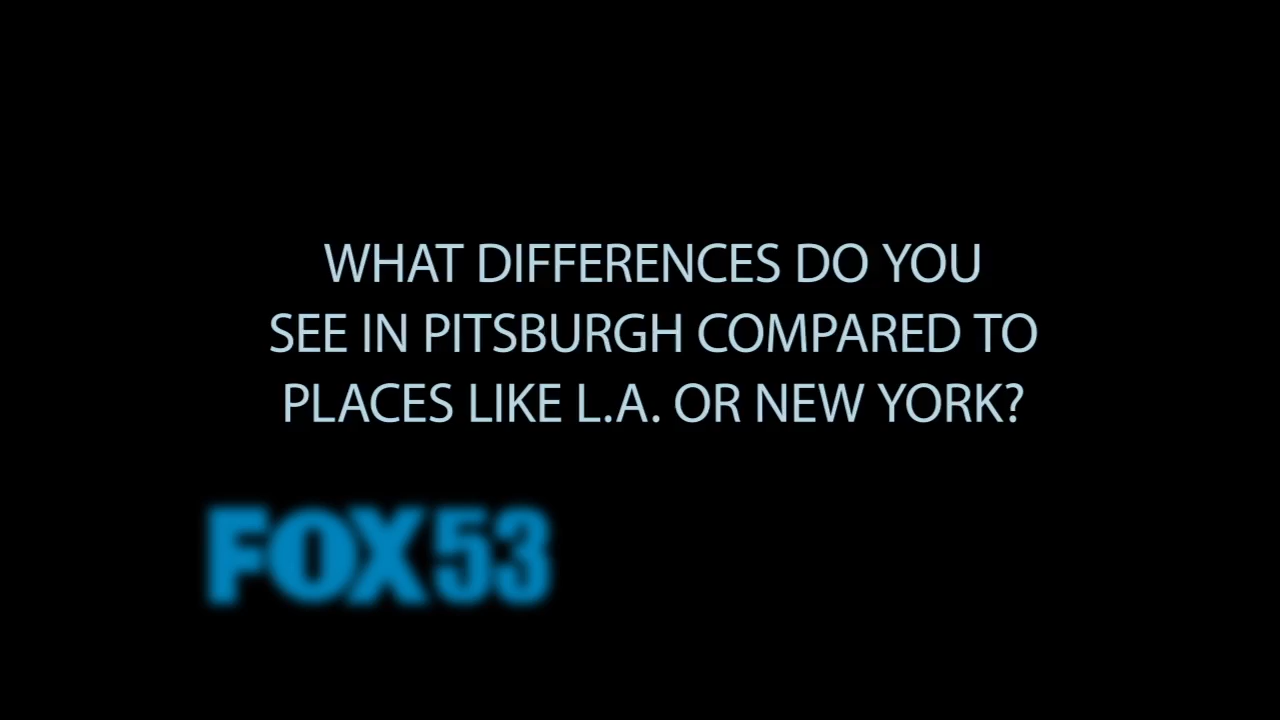 WHAT DIFFERENCES DO YOU
SEE IN PITSBURGH COMPARED TO
PLACES LIKE L.A. OR NEW YORK?
FOX53